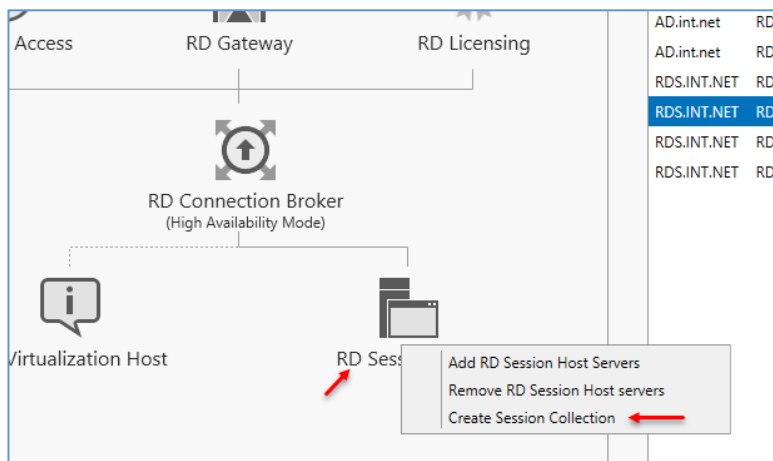 Access
RD Gateway
RD Licensing
RD Connection Broker
(High Availability Mode)
Virtualization Host
RD Sess
Add RD Session Host Servers
Remove RD Session Host servers
Create Session Collection
AD.int.net RD
AD.int.net RD
RDS.INT.NET RD
RDS.INT.NET RD
RDS.INT.NET RD
RDS.INT.NET RD